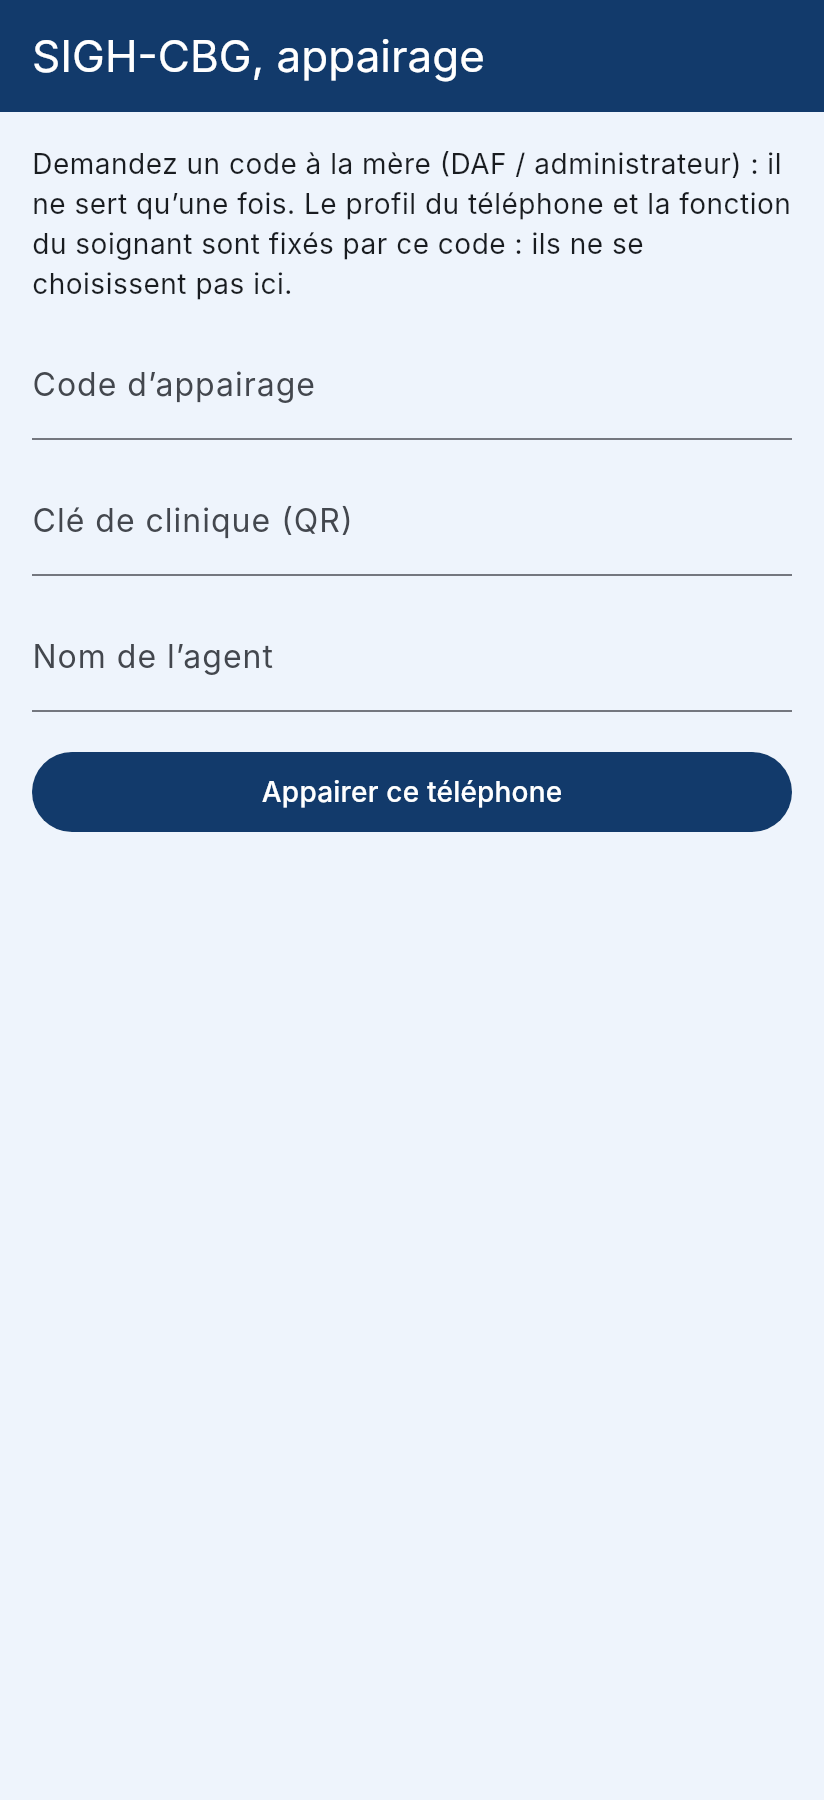 SIGH-CBG, appairage
Demandez un code à la mère (DAF / administrateur) : il
ne sert qu’une fois. Le profil du téléphone et la fonction
du soignant sont fixés par ce code : ils ne se
choisissent pas ici.
Code d’appairage
Clé de clinique (QR)
Nom de l’agent
Appairer ce téléphone